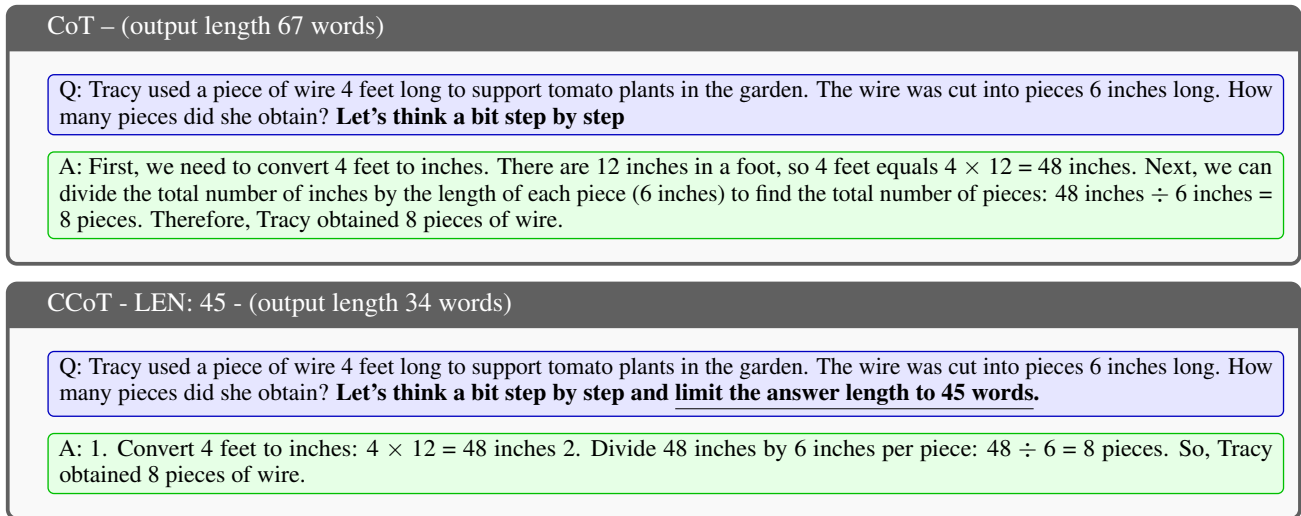 CoT – (output length 67 words)
Q: Tracy used a piece of wire 4 feet long to support tomato plants in the garden. The wire was cut into pieces 6 inches long. How
many pieces did she obtain? Let's think a bit step by step
A: First, we need to convert 4 feet to inches. There are 12 inches in a foot, so 4 feet equals 4 × 12 = 48 inches. Next, we can
divide the total number of inches by the length of each piece (6 inches) to find the total number of pieces: 48 inches ÷ 6 inches =
8 pieces. Therefore, Tracy obtained 8 pieces of wire.
CCoT - LEN: 45 - (output length 34 words)
Q: Tracy used a piece of wire 4 feet long to support tomato plants in the garden. The wire was cut into pieces 6 inches long. How
many pieces did she obtain? Let's think a bit step by step and limit the answer length to 45 words.
A: 1. Convert 4 feet to inches: 4 × 12 = 48 inches 2. Divide 48 inches by 6 inches per piece: 48 ÷ 6 = 8 pieces. So, Tracy
obtained 8 pieces of wire.